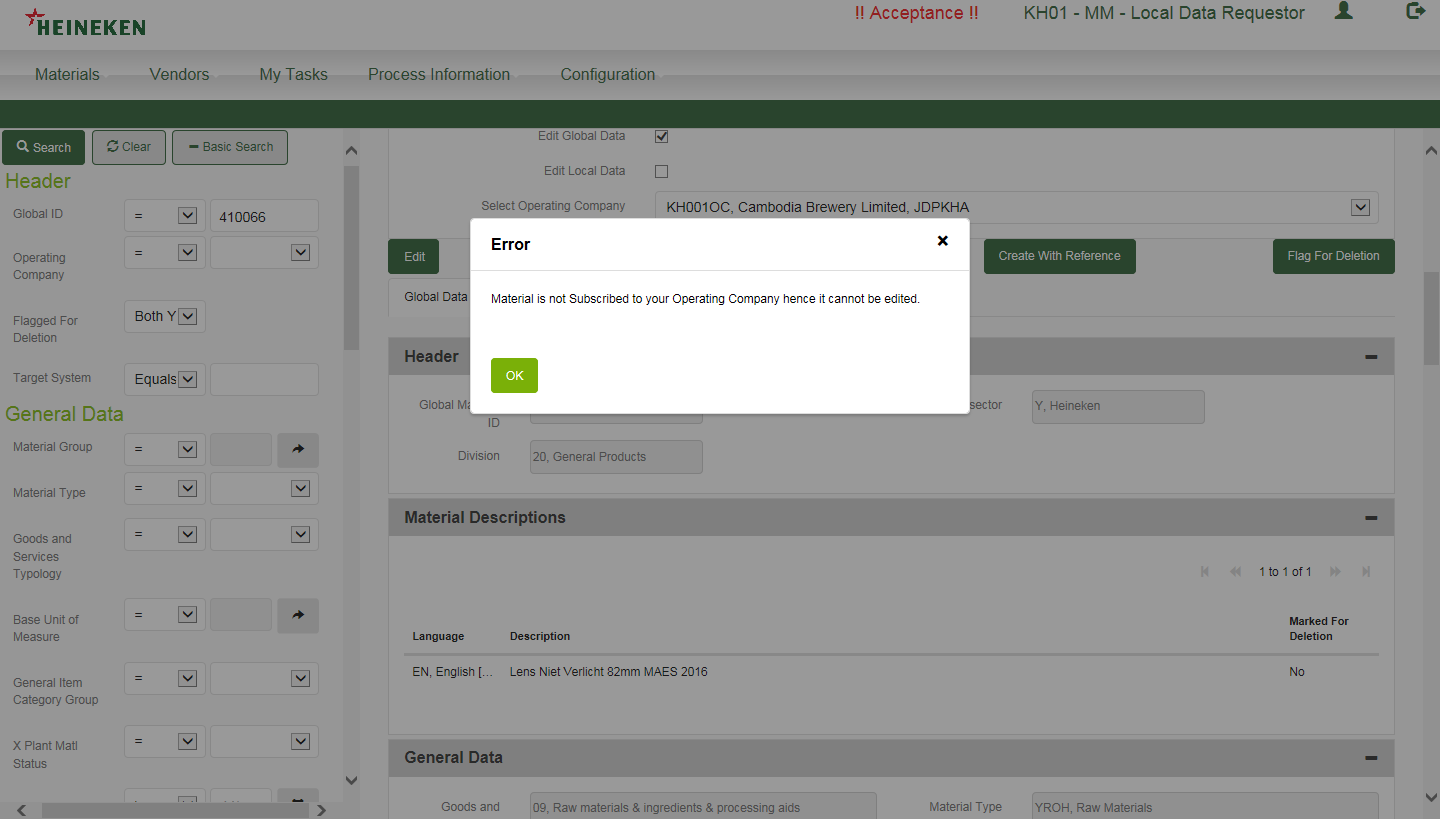 HEINEKEN
!! Acceptance !!
KH01 - MM - Local Data Requestor
Materials
Vendors
My Tasks
Process Information
Configuration
Search
Clear
Basic Search
Header
Global ID
=
410066
Operating
Company
=
Flagged For
Deletion
Both Y
Target System
Equals
General Data
Material Group
=
Material Type
=
Goods and
Services
Typology
=
Base Unit of
Measure
=
General Item
Category Group
=
X Plant Matl
Status
=
Edit Global Data
Edit Local Data
Select Operating Company
KH001OC, Cambodia Brewery Limited, JDPKHA
Edit
Create With Reference
Flag For Deletion
Global Data
Error
Material is not Subscribed to your Operating Company hence it cannot be edited.
OK
Header
Global Ma
ID
sector
Y, Heineken
Division
20, General Products
Material Descriptions
1 to 1 of 1
Language
Description
Marked For
Deletion
EN, English [...
Lens Niet Verlicht 82mm MAES 2016
No
General Data
Goods and
09, Raw materials & ingredients & processing aids
Material Type
YROH, Raw Materials